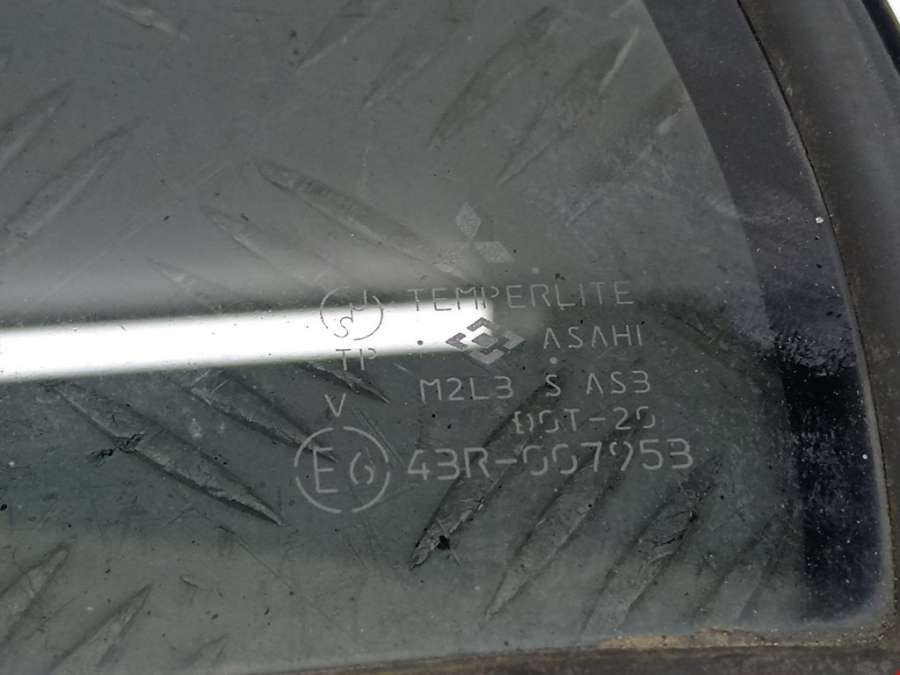 TEMPERLITE
S
ASAHI
TP
M2L3 S AS3
V
DOT-20
E6 43R-007953